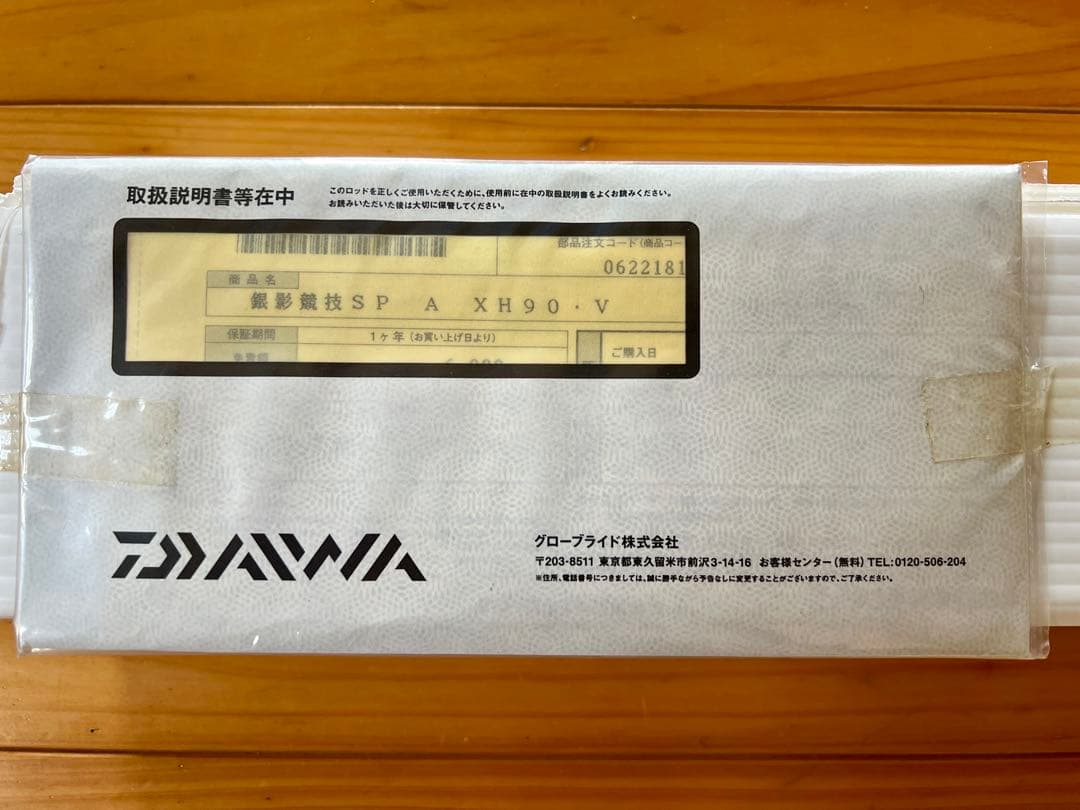 取扱説明書等在中
このロッドを正しくご使用いただくために、使用前に在中の取扱説明書をよくお読みください。
お読みいただいた後は大切に保管してください。
部品注文コード(商品コー
0622181
商品名
銀影競技SP A XH90・V
保証期間
1ヶ年(お買い上げ日より)
ご購入日
免責額
DAIWA
グローブライド株式会社
〒203-8511 東京都東久留米市前沢3-14-16 お客様センター(無料)TEL:0120-506-204
※住所、電話番号につきましては、誠に勝手ながら予告なしに変更することがございますので、ご了承ください。